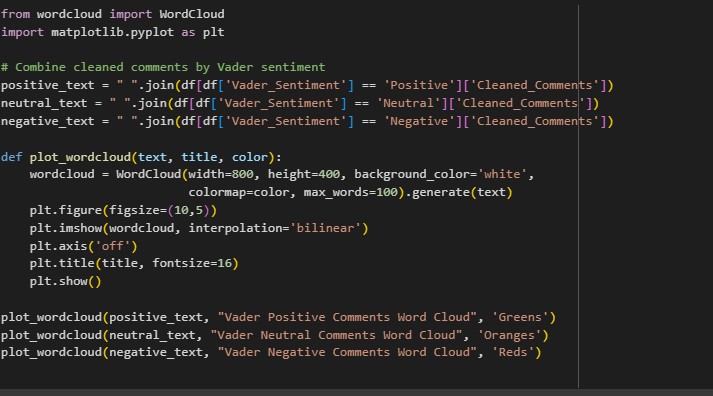 from wordcloud import WordCloud
import matplotlib.pyplot as plt
# Combine cleaned comments by Vader sentiment
positive_text = " ".join(df[df['Vader_Sentiment'] == 'Positive']['Cleaned_Comments'])
neutral_text = " ".join(df[df['Vader_Sentiment'] == 'Neutral']['Cleaned_Comments'])
negative_text = " ".join(df[df['Vader_Sentiment'] == 'Negative']['Cleaned_Comments'])
def plot_wordcloud(text, title, color):
    wordcloud = WordCloud(width=800, height=400, background_color='white',
                          colormap=color, max_words=100).generate(text)
    plt.figure(figsize=(10,5))
    plt.imshow(wordcloud, interpolation='bilinear')
    plt.axis('off')
    plt.title(title, fontsize=16)
    plt.show()
plot_wordcloud(positive_text, "Vader Positive Comments Word Cloud", 'Greens')
plot_wordcloud(neutral_text, "Vader Neutral Comments Word Cloud", 'Oranges')
plot_wordcloud(negative_text, "Vader Negative Comments Word Cloud", 'Reds')